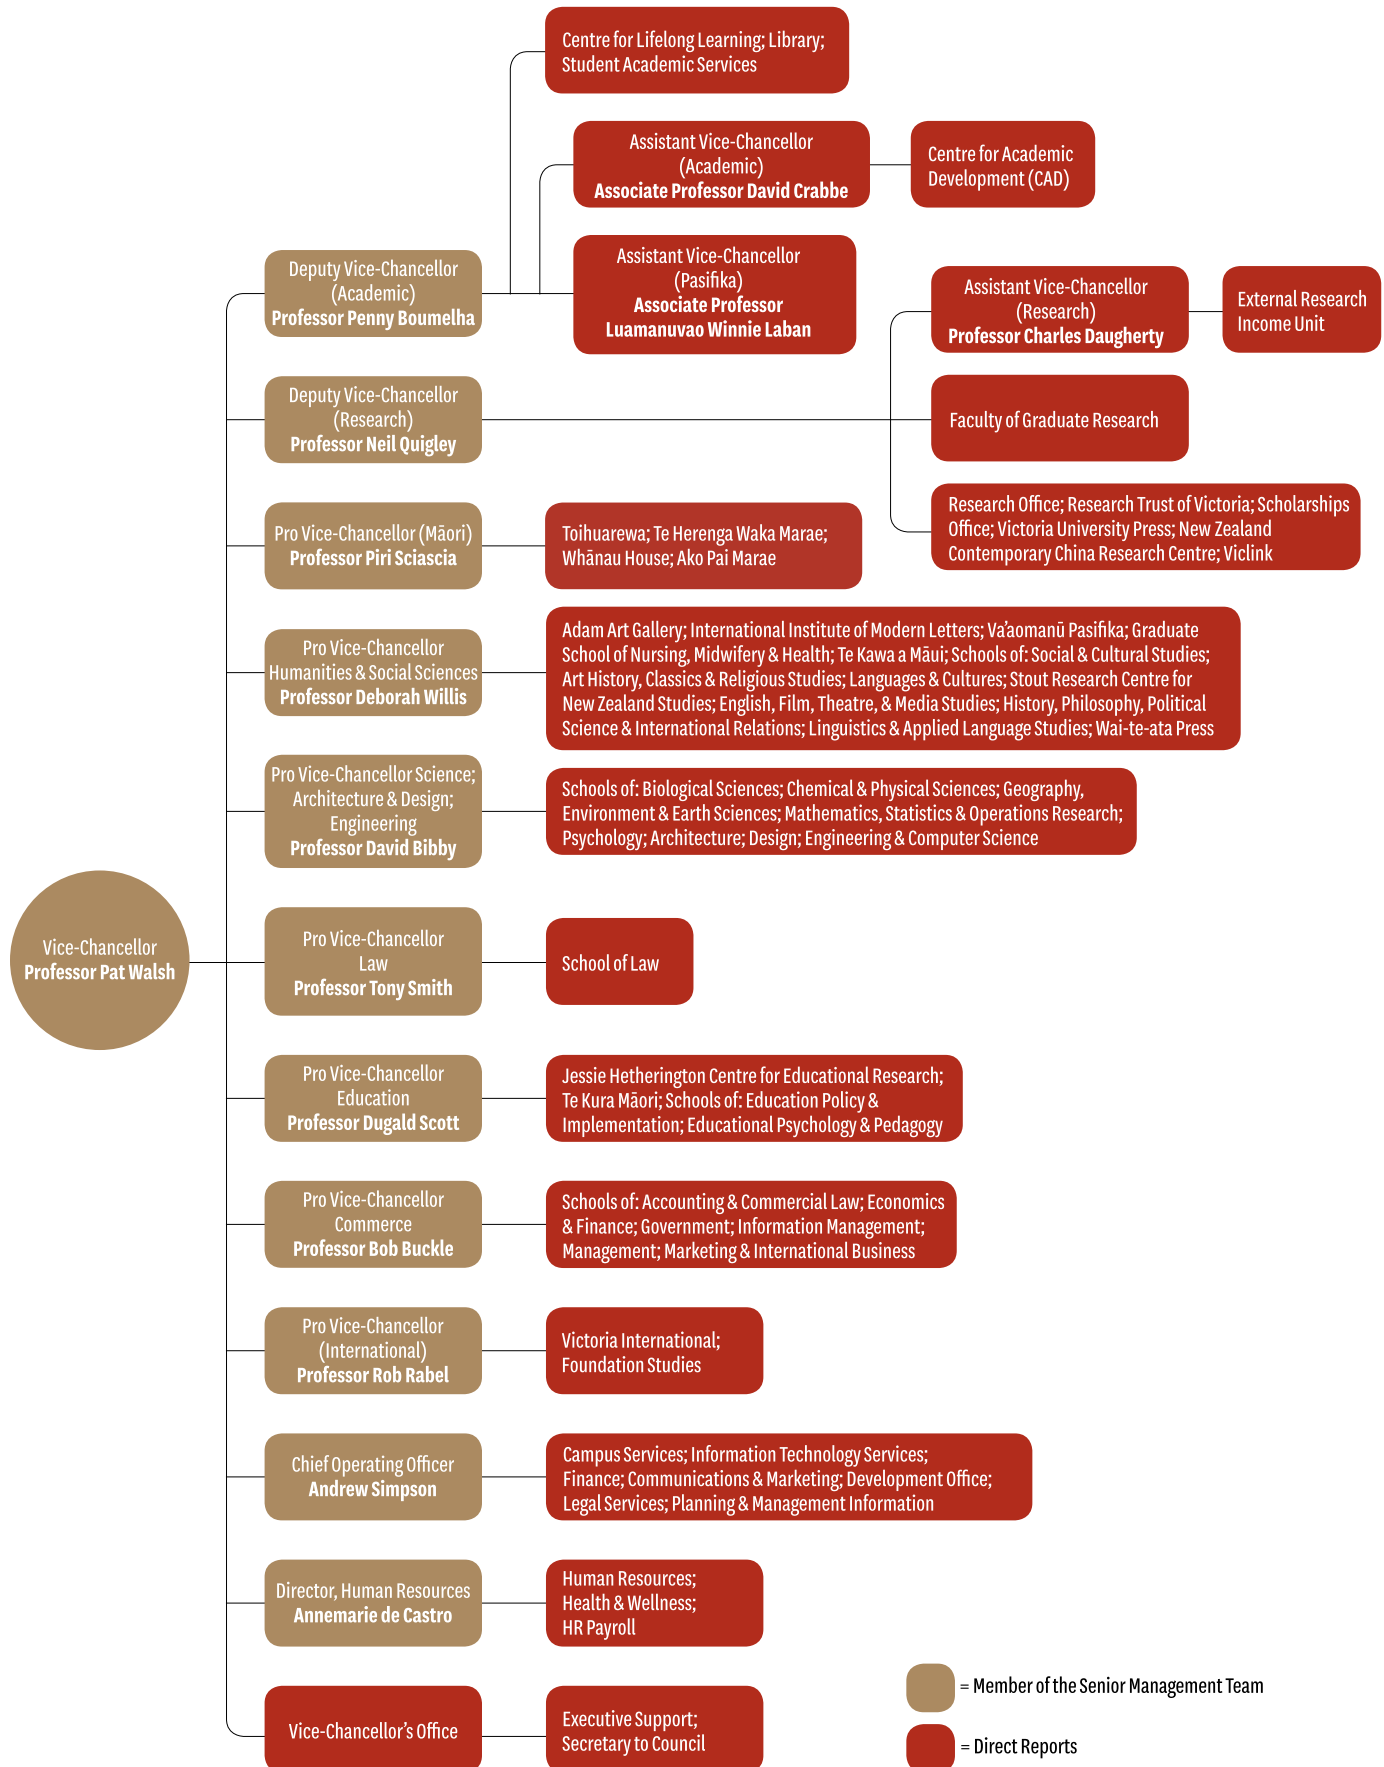 Centre for Lifelong Learning; Library;
Student Academic Services
Assistant Vice-Chancellor
(Academic)
Associate Professor David Crabbe
Centre for Academic
Development (CAD)
Deputy Vice-Chancellor
(Academic)
Professor Penny Boumelha
Assistant Vice-Chancellor
(Pasifika)
Associate Professor
Luamanuvao Winnie Laban
Assistant Vice-Chancellor
(Research)
Professor Charles Daugherty
External Research
Income Unit
Deputy Vice-Chancellor
(Research)
Professor Neil Quigley
Faculty of Graduate Research
Research Office; Research Trust of Victoria; Scholarships
Office; Victoria University Press; New Zealand
Contemporary China Research Centre; Viclink
Pro Vice-Chancellor (Māori)
Professor Piri Sciascia
Toihuarewa; Te Herenga Waka Marae;
Whānau House; Ako Pai Marae
Pro Vice-Chancellor
Humanities & Social Sciences
Professor Deborah Willis
Adam Art Gallery; International Institute of Modern Letters; Va’aomanū Pasifika; Graduate
School of Nursing, Midwifery & Health; Te Kawa a Māui; Schools of: Social & Cultural Studies;
Art History, Classics & Religious Studies; Languages & Cultures; Stout Research Centre for
New Zealand Studies; English, Film, Theatre, & Media Studies; History, Philosophy, Political
Science & International Relations; Linguistics & Applied Language Studies; Wai-te-ata Press
Pro Vice-Chancellor Science;
Architecture & Design;
Engineering
Professor David Bibby
Schools of: Biological Sciences; Chemical & Physical Sciences; Geography,
Environment & Earth Sciences; Mathematics, Statistics & Operations Research;
Psychology; Architecture; Design; Engineering & Computer Science
Vice-Chancellor
Professor Pat Walsh
Pro Vice-Chancellor
Law
Professor Tony Smith
School of Law
Pro Vice-Chancellor
Education
Professor Dugald Scott
Jessie Hetherington Centre for Educational Research;
Te Kura Māori; Schools of: Education Policy &
Implementation; Educational Psychology & Pedagogy
Pro Vice-Chancellor
Commerce
Professor Bob Buckle
Schools of: Accounting & Commercial Law; Economics
& Finance; Government; Information Management;
Management; Marketing & International Business
Pro Vice-Chancellor
(International)
Professor Rob Rabel
Victoria International;
Foundation Studies
Chief Operating Officer
Andrew Simpson
Campus Services; Information Technology Services;
Finance; Communications & Marketing; Development Office;
Legal Services; Planning & Management Information
Director, Human Resources
Annemarie de Castro
Human Resources;
Health & Wellness;
HR Payroll
Vice-Chancellor’s Office
Executive Support;
Secretary to Council
= Member of the Senior Management Team
= Direct Reports